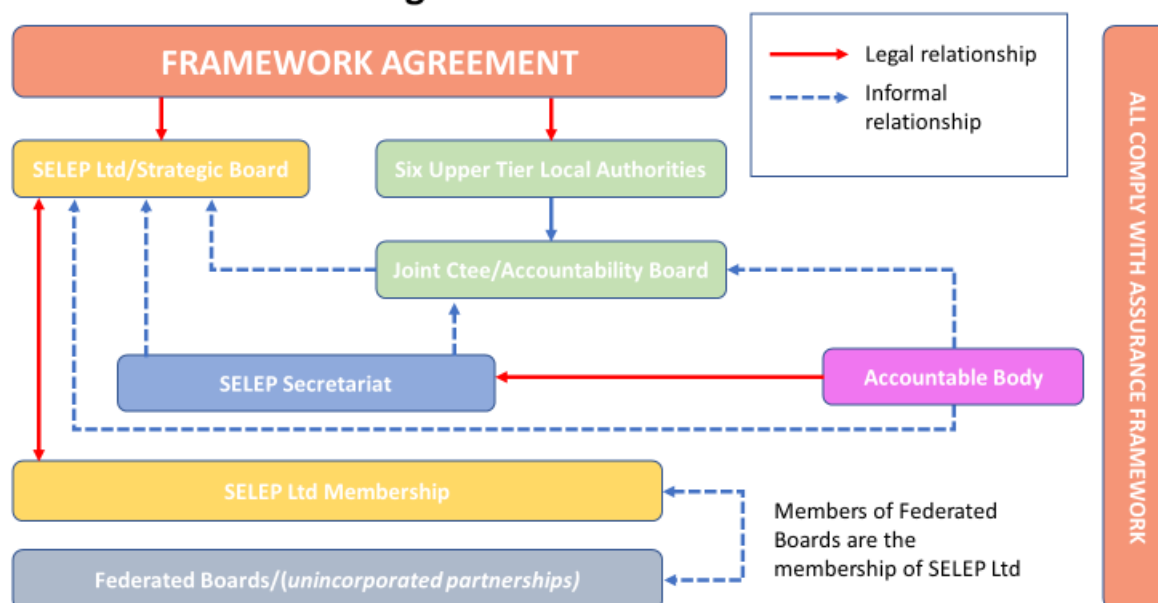 FRAMEWORK AGREEMENT
Legal relationship
Informal
relationship
SELEP Ltd/Strategic Board
Six Upper Tier Local Authorities
Joint Ctee/Accountability Board
SELEP Secretariat
Accountable Body
SELEP Ltd Membership
Members of Federated
Boards are the
membership of SELEP Ltd
Federated Boards/(unincorporated partnerships)
ALL COMPLY WITH ASSURANCE FRAMEWORK